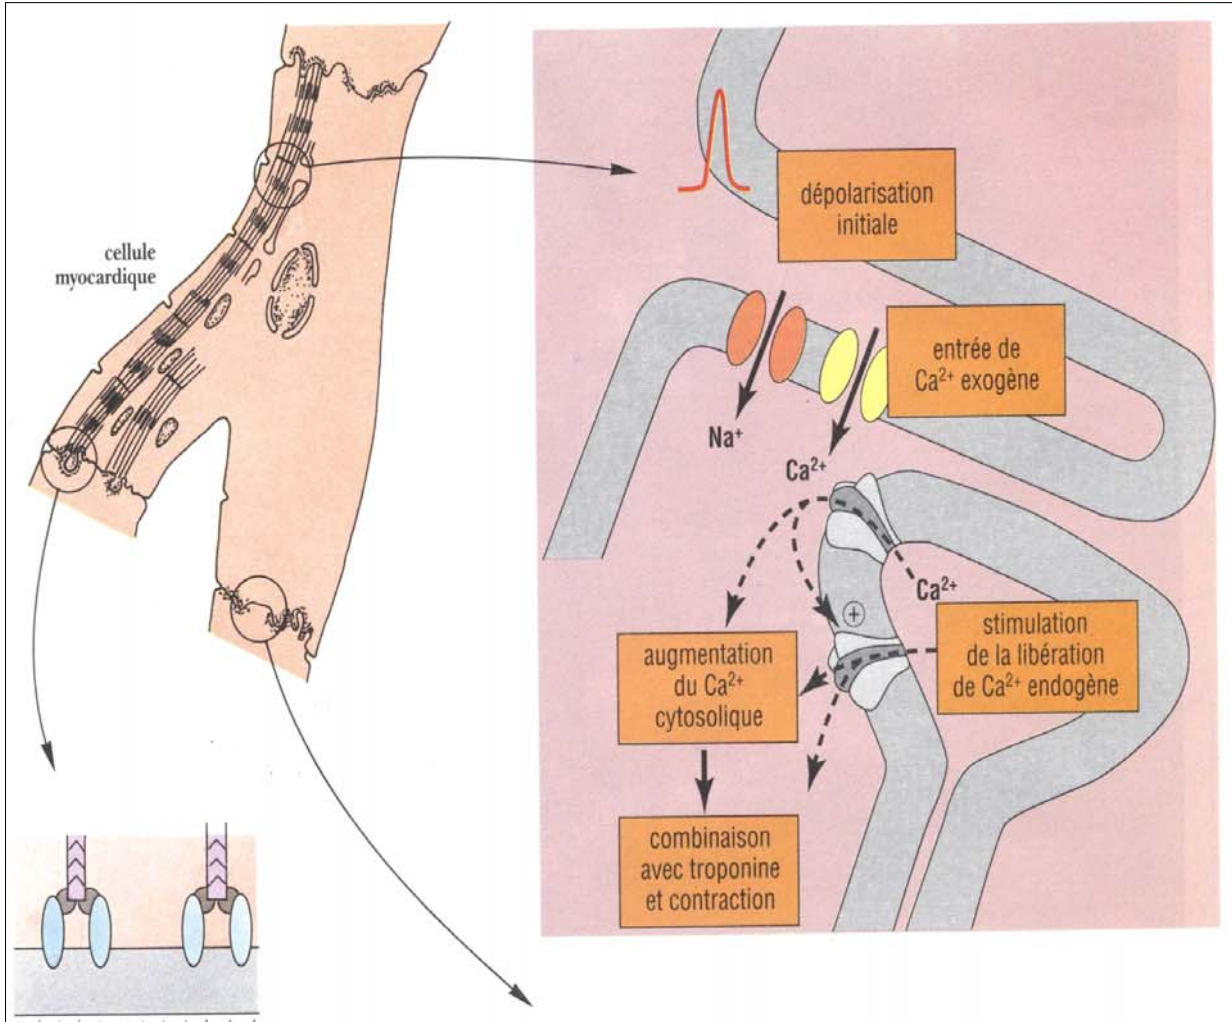 cellule
myocardique
dépolarisation
initiale
entrée de
Ca²⁺ exogène
Na⁺
Ca²⁺
Ca²⁺
+
stimulation
de la libération
de Ca²⁺ endogène
augmentation
du Ca²⁺
cytosolique
combinaison
avec troponine
et contraction